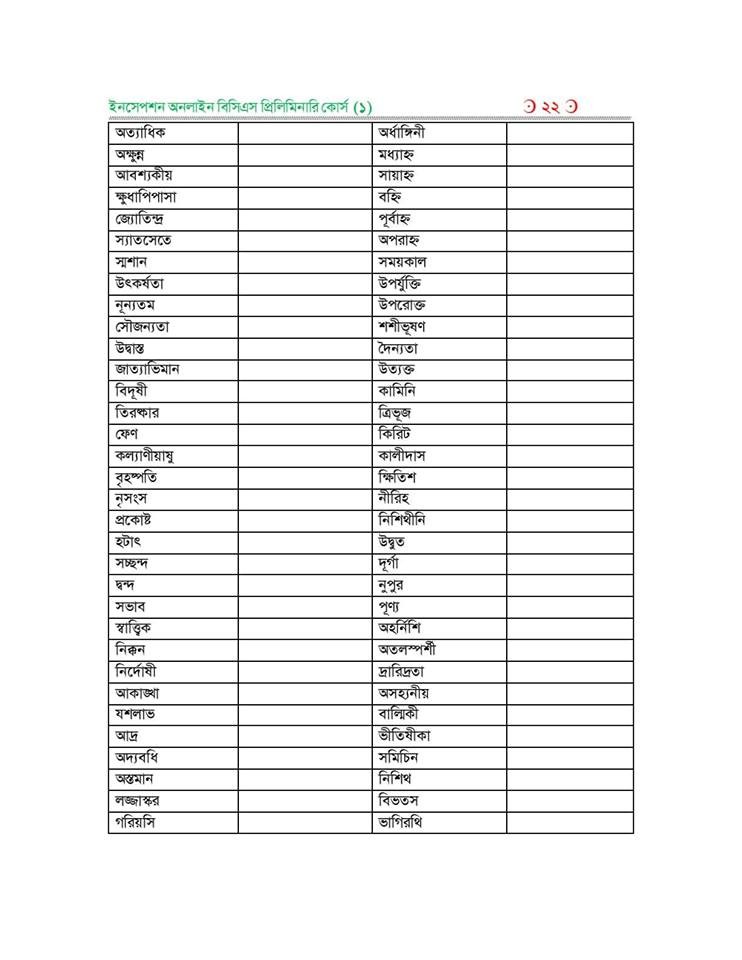 ইনসেপশন অনলাইন বিসিএস প্রিলিমিনারি কোর্স (১) ২২
অত্যাধিক অর্ধাঙ্গিনী
অক্ষুন্ন মধ্যাহ্ন
আবশ্যকীয় সায়াহ্ন
ক্ষুধাপিপাসা বহ্নি
জ্যোতিন্দ্র পূর্বাহ্ন
স্যাতসেতে অপরাহ্ন
স্মশান সময়কাল
উৎকর্ষতা উপর্যুক্তি
নূন্যতম উপরোক্ত
সৌজন্যতা শশীভূষণ
উদ্বাস্ত দৈন্যতা
জাত্যাভিমান উত্যক্ত
বিদূষী কামিনি
তিরষ্কার ত্রিভূজ
ফেণ কিরিট
কল্যাণীয়াষু কালীদাস
বৃহষ্পতি ক্ষিতিশ
নৃসংস নীরিহ
প্রকোষ্ট নিশিথীনি
হটাৎ উদ্বুত
সচ্ছন্দ দূর্গা
দ্বন্দ নুপুর
সভাব পূণ্য
স্বাত্ত্বিক অহর্নিশি
নিক্কন অতলস্পর্শী
নির্দোষী দ্রারিদ্রতা
আকাঙ্খা অসহ্যনীয়
যশলাভ বাল্মিকী
আদ্র ভীতিষীকা
অদ্যবধি সমিচিন
অস্তমান নিশিথ
লজ্জাস্কর বিভতস
গরিয়সি ভাগিরথি